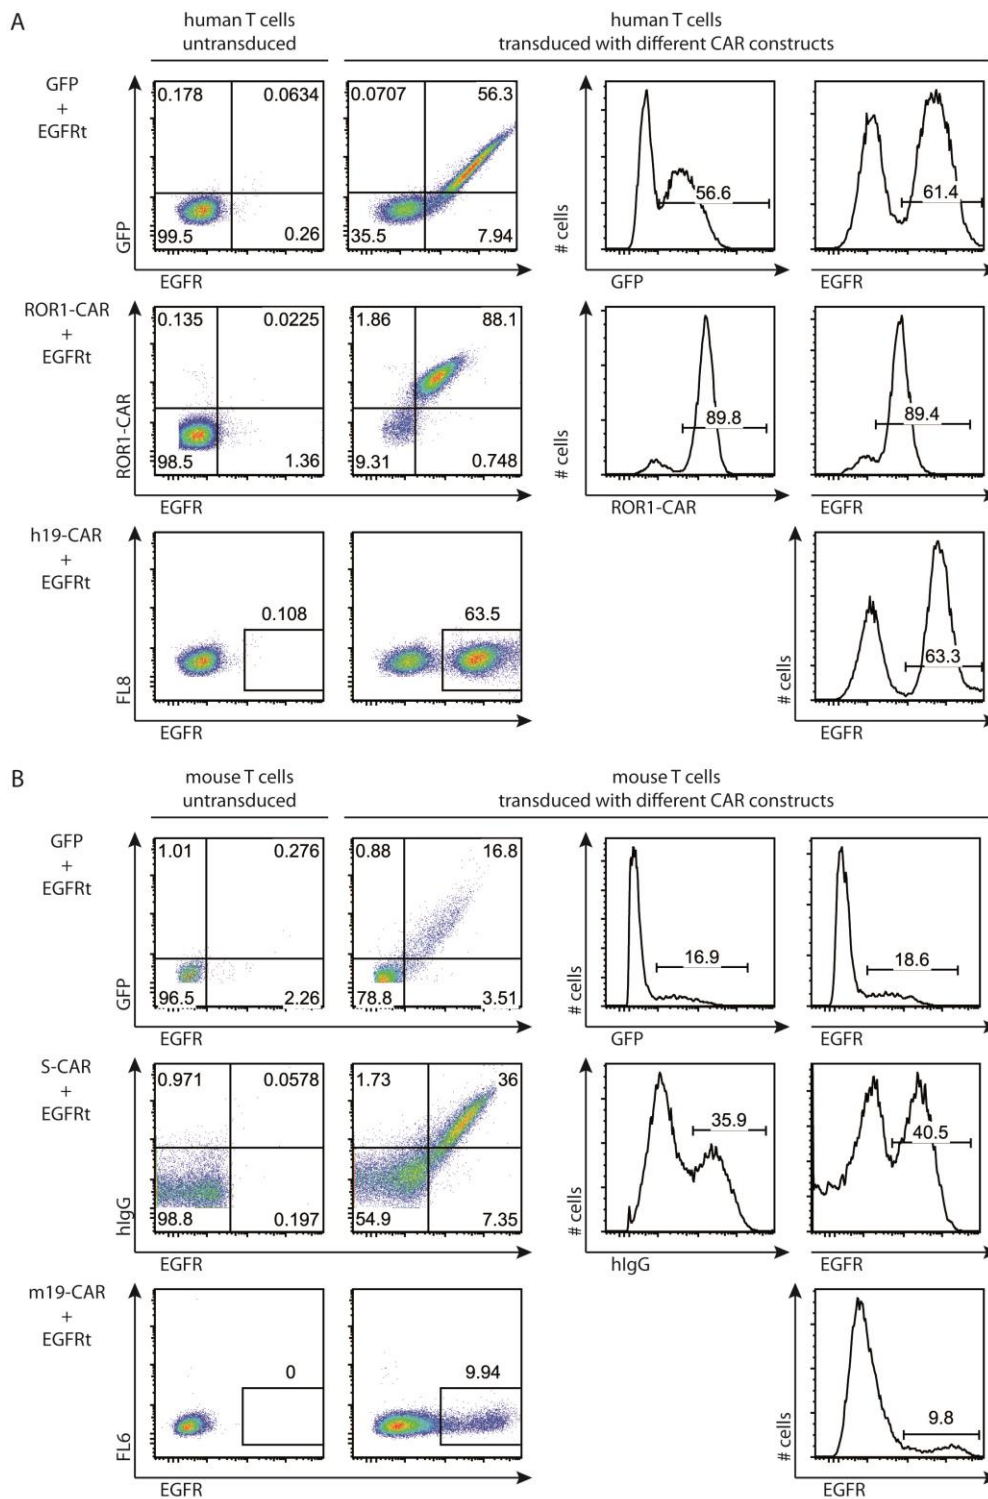 A
human T cells
untransduced
human T cells
transduced with different CAR constructs
GFP
+
EGFRt
0.178
0.0634
99.5
0.26
GFP
EGFR
0.0707
56.3
35.5
7.94
56.6
# cells
GFP
61.4
EGFR
ROR1-CAR
+
EGFRt
0.135
0.0225
98.5
1.36
ROR1-CAR
EGFR
1.86
88.1
9.31
0.748
89.8
# cells
ROR1-CAR
89.4
EGFR
h19-CAR
+
EGFRt
0.108
FL8
EGFR
63.5
63.3
# cells
EGFR
B
mouse T cells
untransduced
mouse T cells
transduced with different CAR constructs
GFP
+
EGFRt
1.01
0.276
96.5
2.26
GFP
EGFR
0.88
16.8
78.8
3.51
16.9
# cells
GFP
18.6
EGFR
S-CAR
+
EGFRt
0.971
0.0578
98.8
0.197
hIgG
EGFR
1.73
36
54.9
7.35
35.9
# cells
hIgG
40.5
EGFR
m19-CAR
+
EGFRt
0
FL6
EGFR
9.94
9.8
# cells
EGFR